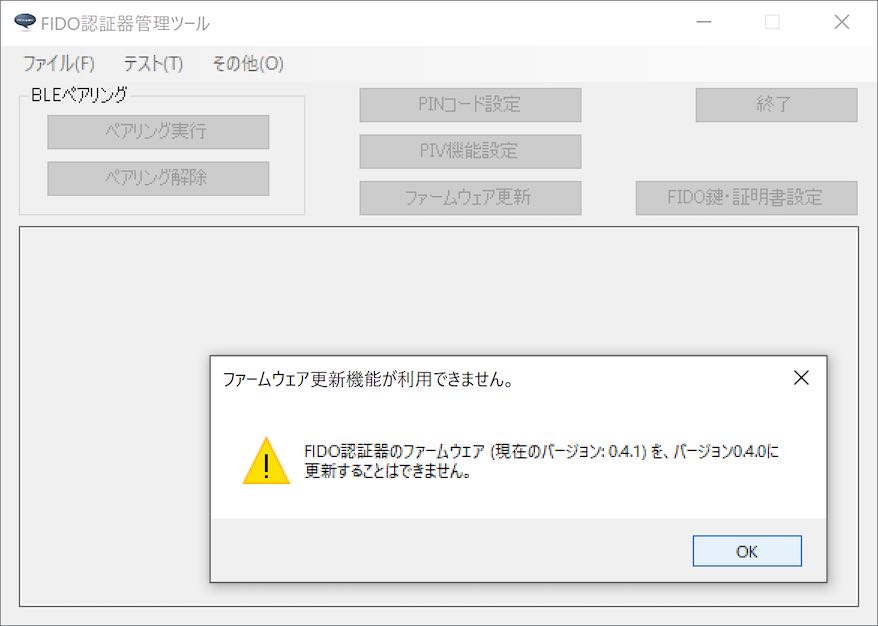 FIDO認証器管理ツール
ファイル(F) テスト(T) その他(O)
BLEペアリング
ペアリング実行
ペアリング解除
PINコード設定
PIV機能設定
ファームウェア更新
終了
FIDO鍵・証明書設定
ファームウェア更新機能が利用できません。
FIDO認証器のファームウェア (現在のバージョン: 0.4.1) を、バージョン0.4.0に
更新することはできません。
OK